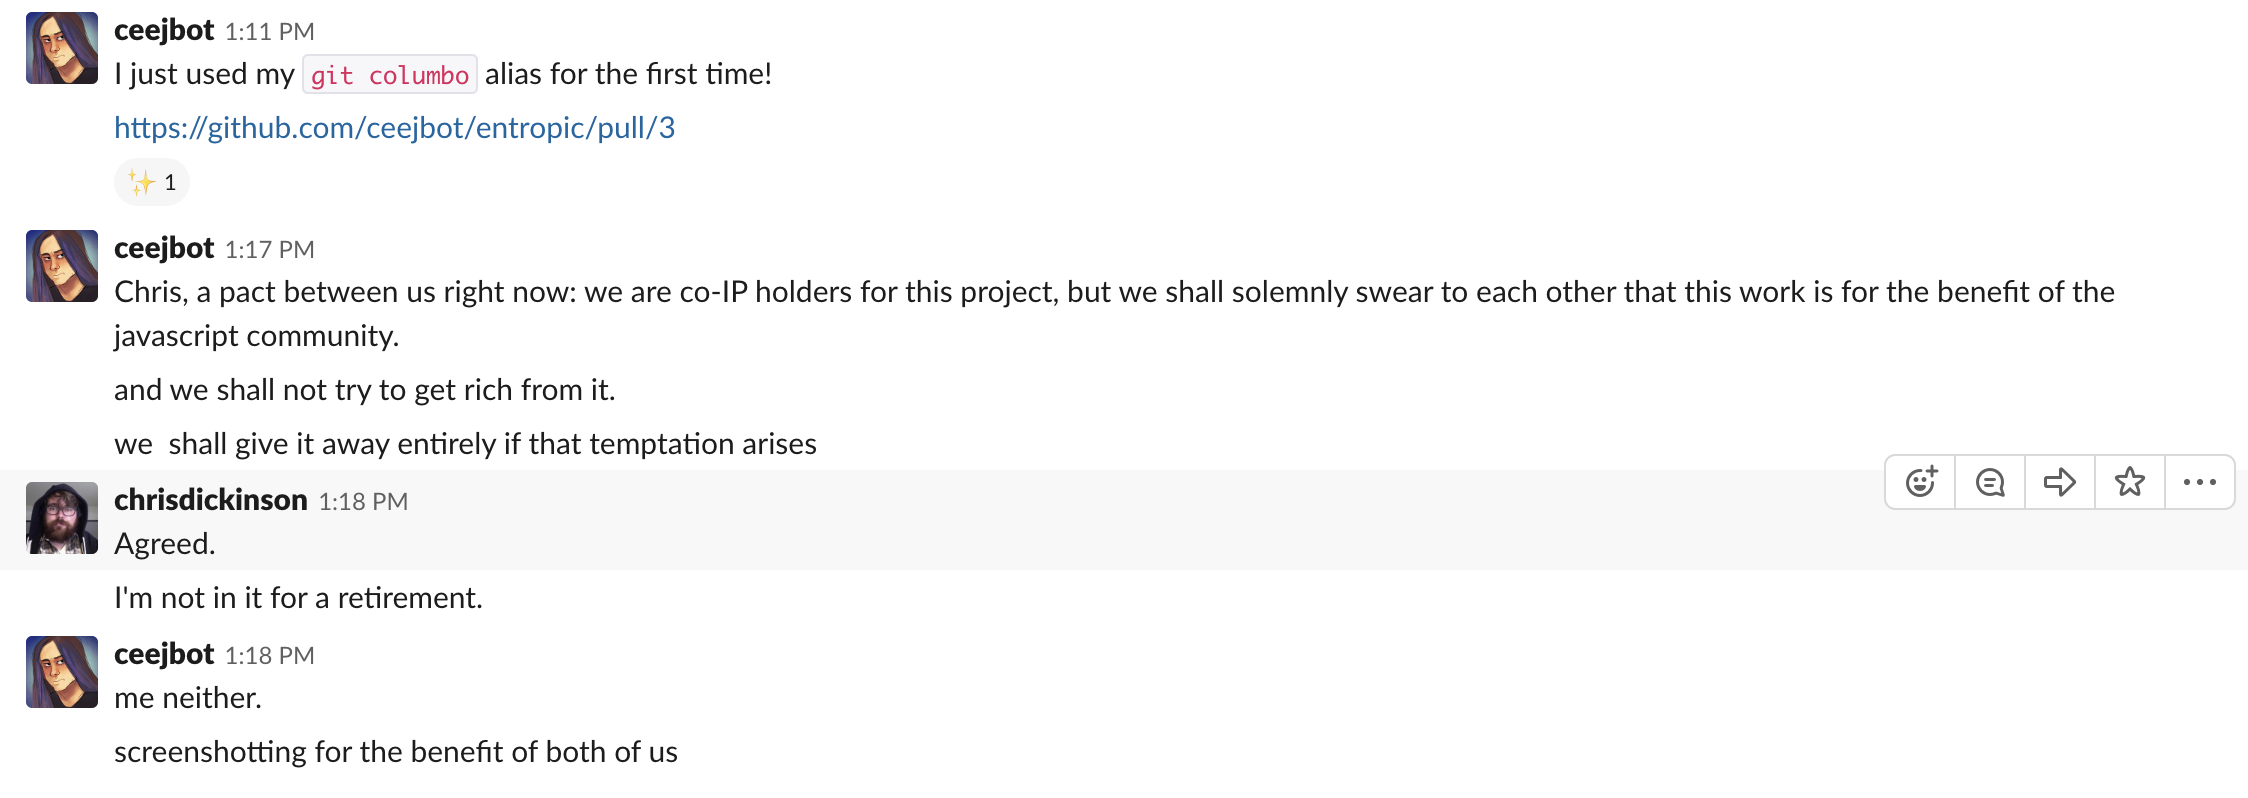 ceejbot 1:11 PM
I just used my git columbo alias for the first time!
https://github.com/ceejbot/entropic/pull/3
✨ 1
ceejbot 1:17 PM
Chris, a pact between us right now: we are co-IP holders for this project, but we shall solemnly swear to each other that this work is for the benefit of the
javascript community.
and we shall not try to get rich from it.
we  shall give it away entirely if that temptation arises
chrisdickinson 1:18 PM
Agreed.
I'm not in it for a retirement.
ceejbot 1:18 PM
me neither.
screenshotting for the benefit of both of us